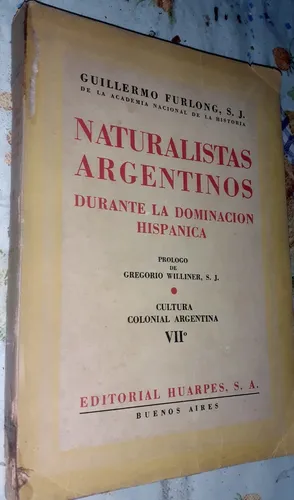 GUILLERMO FURLONG, S. J.
DE LA ACADEMIA NACIONAL DE LA HISTORIA
NATURALISTAS
ARGENTINOS
DURANTE LA DOMINACION
HISPANICA
PROLOGO
DE
GREGORIO WILLINER, S. J.
CULTURA
COLONIAL ARGENTINA
VIIº
EDITORIAL HUARPES, S. A.
BUENOS AIRES